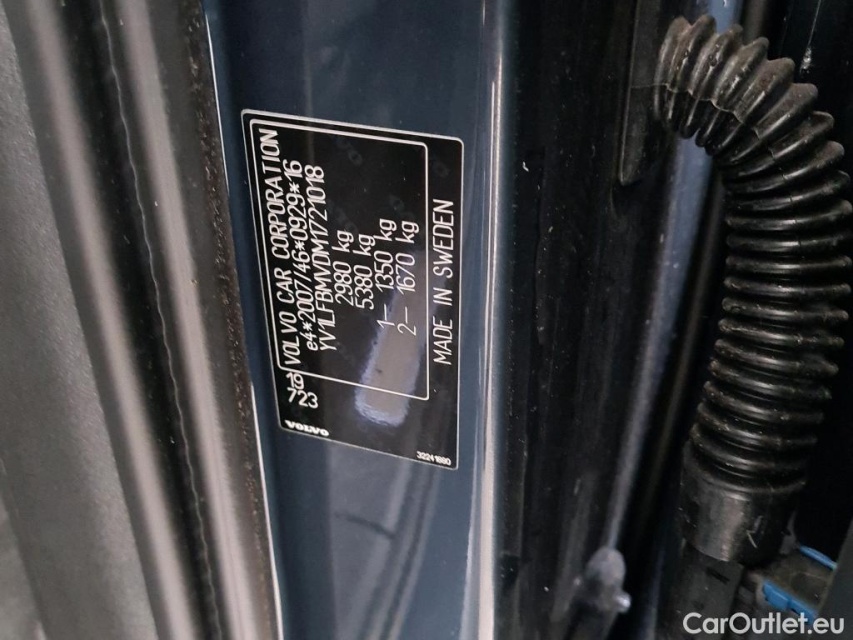 VOLVO CAR CORPORATION
e4*2007/46*0929*16
YV1LFBMVDM1721018
2980 kg
5380 kg
1– 1350 kg
2– 1670 kg
MADE IN SWEDEN
723
VOLVO
32241880
CarOutlet.eu